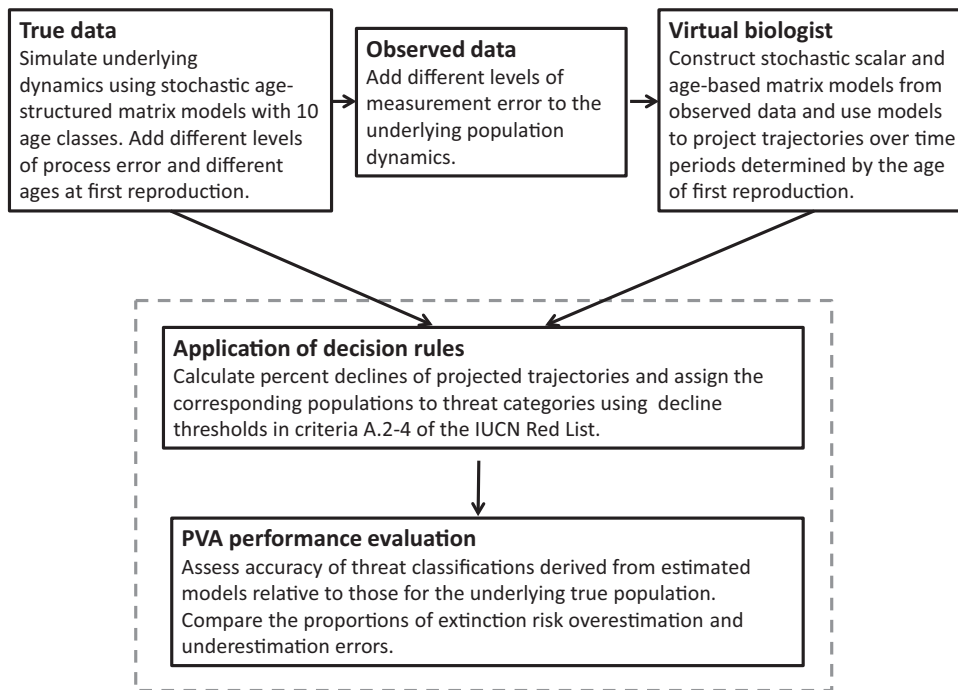 True data
Simulate underlying
dynamics using stochastic age-
structured matrix models with 10
age classes. Add different levels
of process error and different
ages at first reproduction.
Observed data
Add different levels of
measurement error to the
underlying population
dynamics.
Virtual biologist
Construct stochastic scalar and
age-based matrix models from
observed data and use models
to project trajectories over time
periods determined by the age
of first reproduction.
Application of decision rules
Calculate percent declines of projected trajectories and assign the
corresponding populations to threat categories using decline
thresholds in criteria A.2-4 of the IUCN Red List.
PVA performance evaluation
Assess accuracy of threat classifications derived from estimated
models relative to those for the underlying true population.
Compare the proportions of extinction risk overestimation and
underestimation errors.